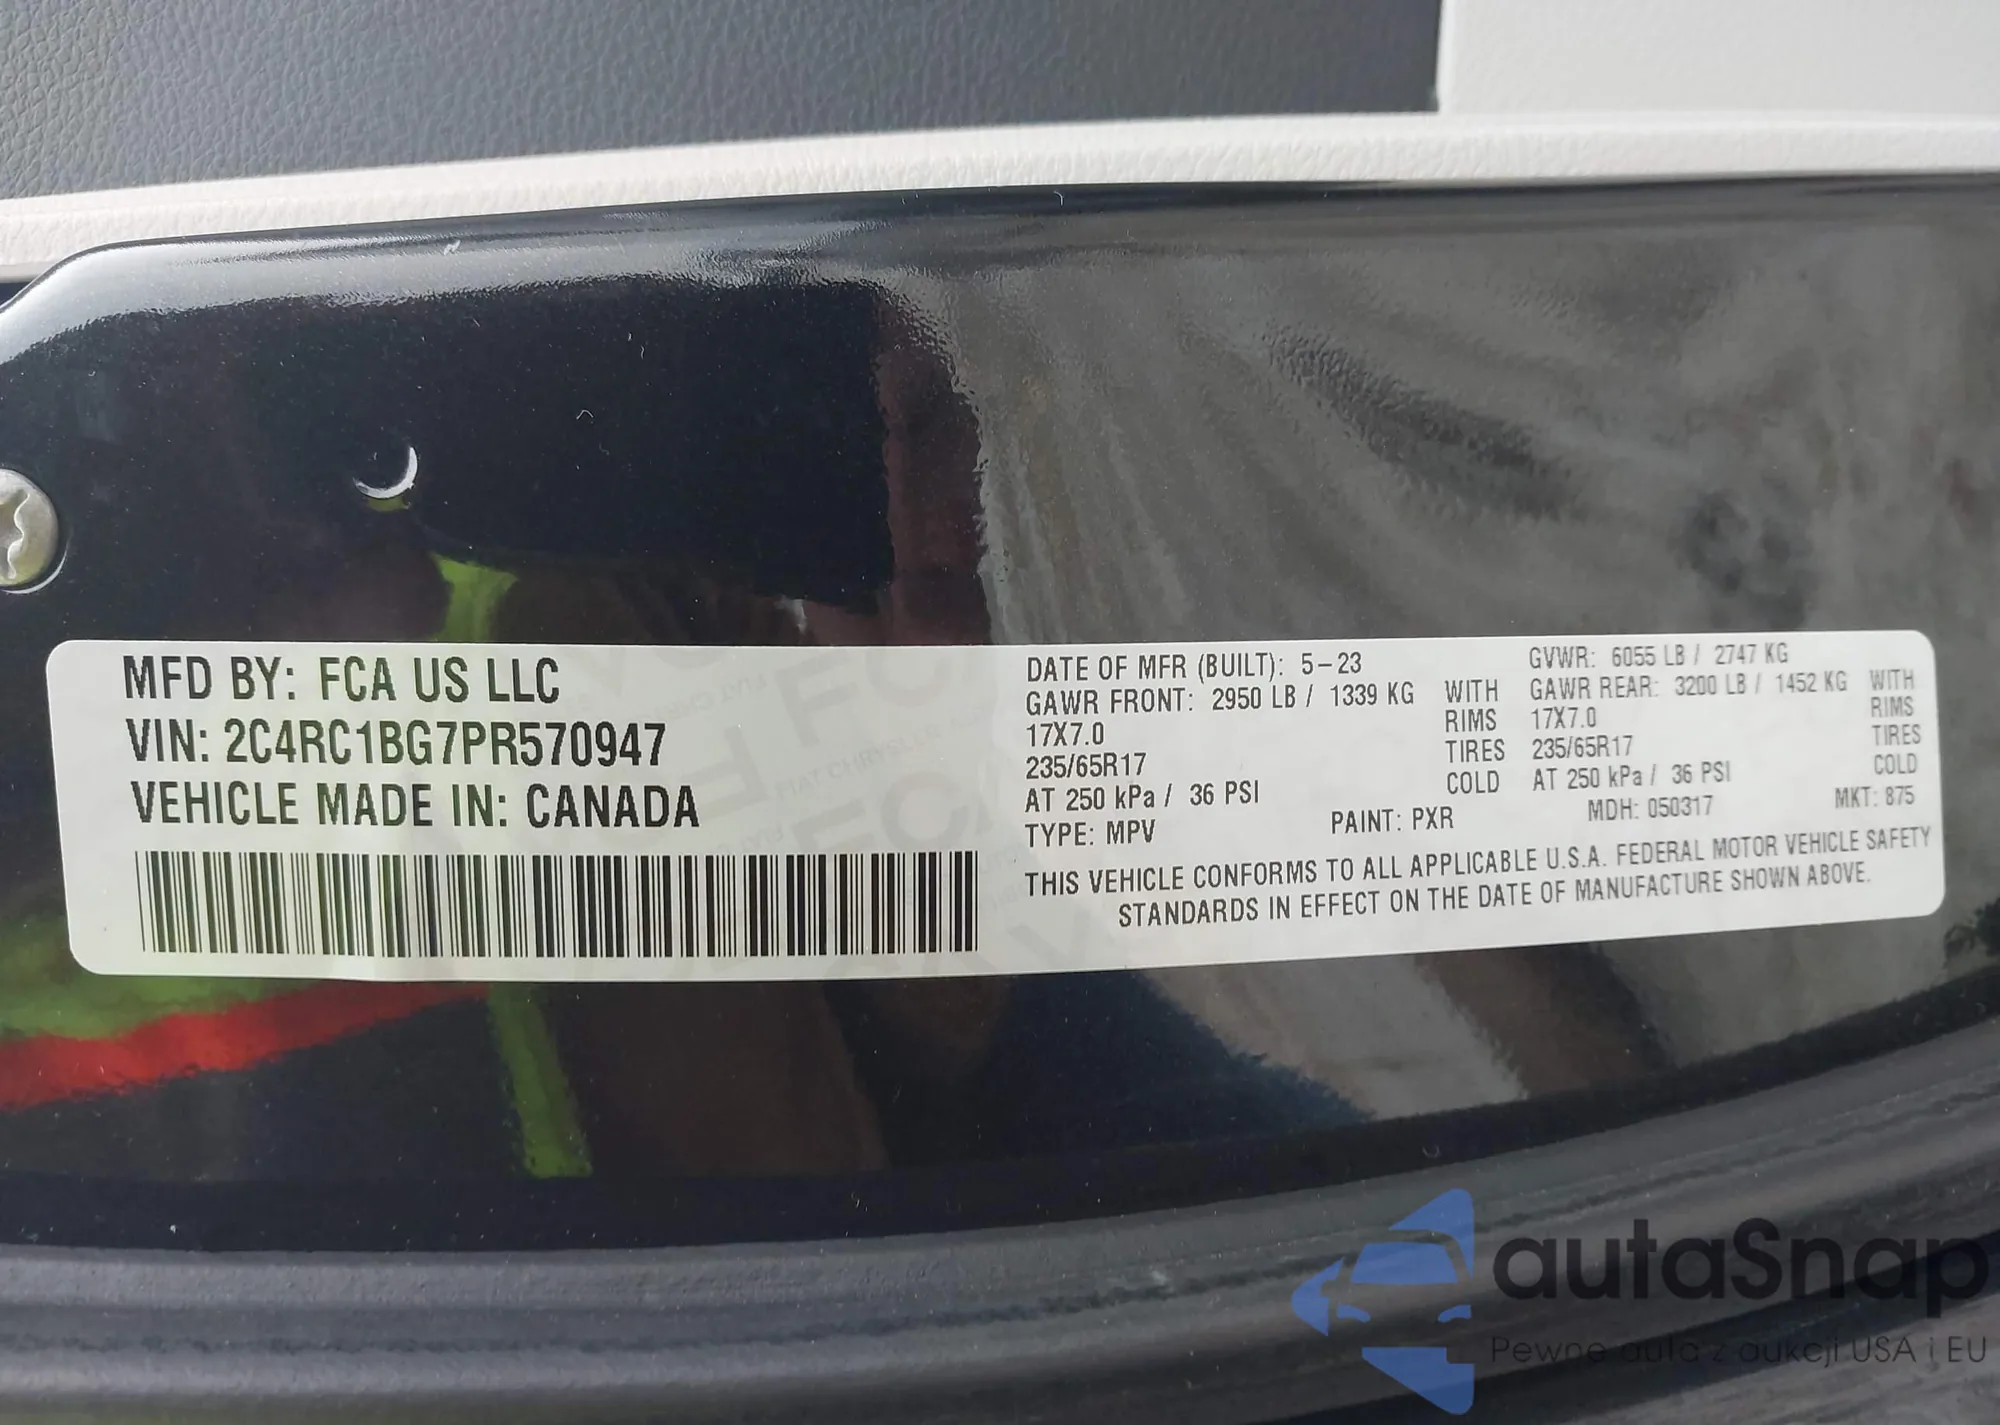 MFD BY: FCA US LLC
VIN: 2C4RC1BG7PR570947
VEHICLE MADE IN: CANADA
DATE OF MFR (BUILT): 5-23 GVWR: 6055 LB / 2747 KG
GAWR FRONT: 2950 LB / 1339 KG WITH GAWR REAR: 3200 LB / 1452 KG WITH
17X7.0 RIMS 17X7.0 RIMS
235/65R17 TIRES 235/65R17 TIRES
AT 250 kPa / 36 PSI COLD AT 250 kPa / 36 PSI COLD
TYPE: MPV PAINT: PXR MDH: 050317 MKT: 875
THIS VEHICLE CONFORMS TO ALL APPLICABLE U.S.A. FEDERAL MOTOR VEHICLE SAFETY
STANDARDS IN EFFECT ON THE DATE OF MANUFACTURE SHOWN ABOVE.
autaSnap
Pewne auta z aukcji USA i EU